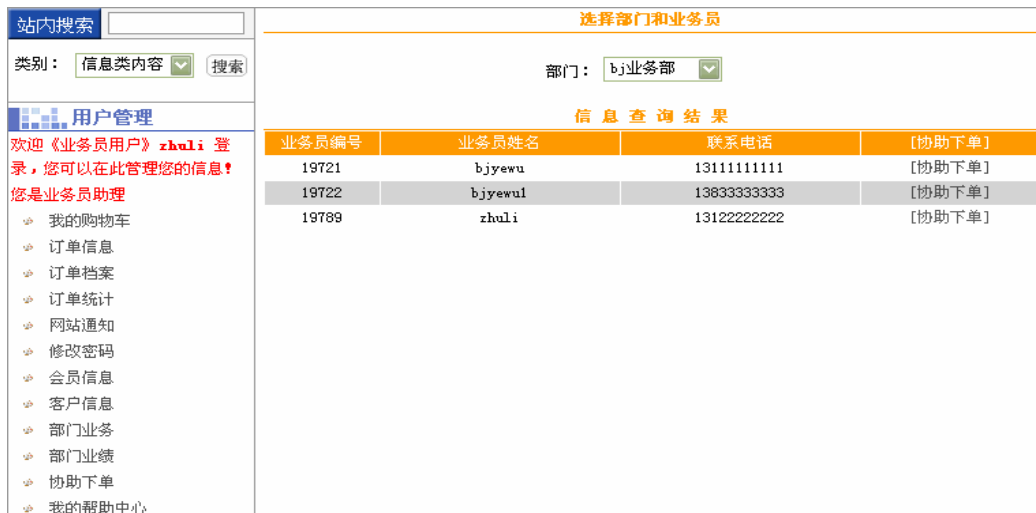 站内搜索
类别： 信息类内容 搜索
用户管理
欢迎《业务员用户》zhuli 登
录，您可以在此管理您的信息！
您是业务员助理
我的购物车
订单信息
订单档案
订单统计
网站通知
修改密码
会员信息
客户信息
部门业务
部门业绩
协助下单
我的帮助中心
选择部门和业务员
部门： bj业务部
信息查询结果
业务员编号 业务员姓名 联系电话 [协助下单]
19721 bjyewu 13111111111 [协助下单]
19722 bjyewu1 13833333333 [协助下单]
19789 zhuli 13122222222 [协助下单]